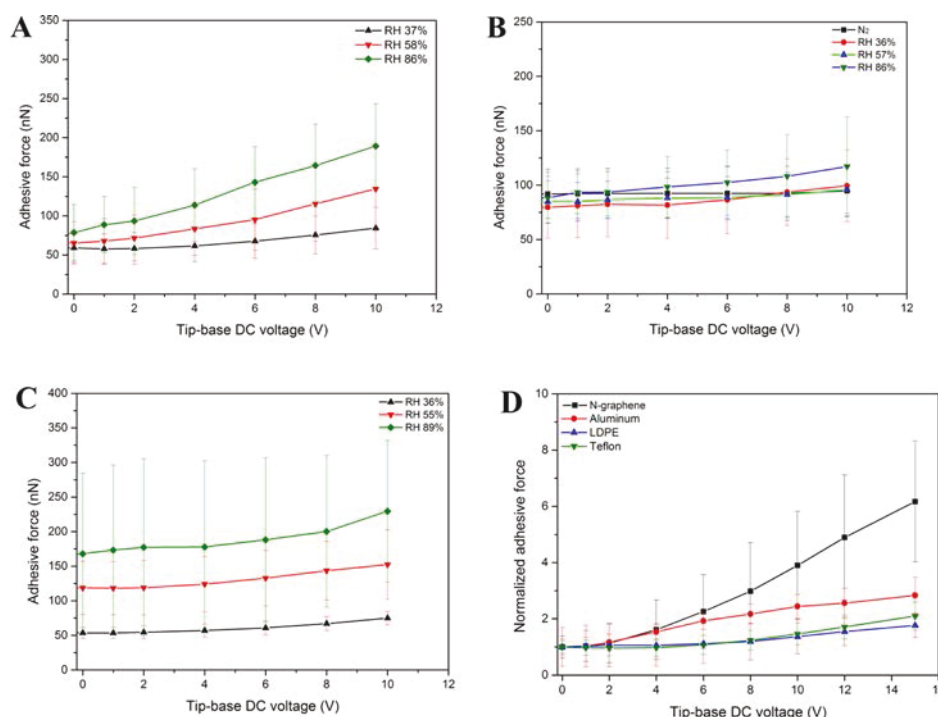 A
350
300
250
200
150
100
50
0
Adhesive force (nN)
RH 37%
RH 58%
RH 86%
0 2 4 6 8 10 12
Tip-base DC voltage (V)
B
250
200
150
100
50
0
Adhesive force (nN)
N₂
RH 36%
RH 57%
RH 86%
0 2 4 6 8 10 12
Tip-base DC voltage (V)
C
400
350
300
250
200
150
100
50
0
Adhesive force (nN)
RH 36%
RH 55%
RH 89%
0 2 4 6 8 10 12
Tip-base DC voltage (V)
D
10
8
6
4
2
0
Normalized adhesive force
N-graphene
Aluminum
LDPE
Teflon
0 2 4 6 8 10 12 14
Tip-base DC voltage (V)